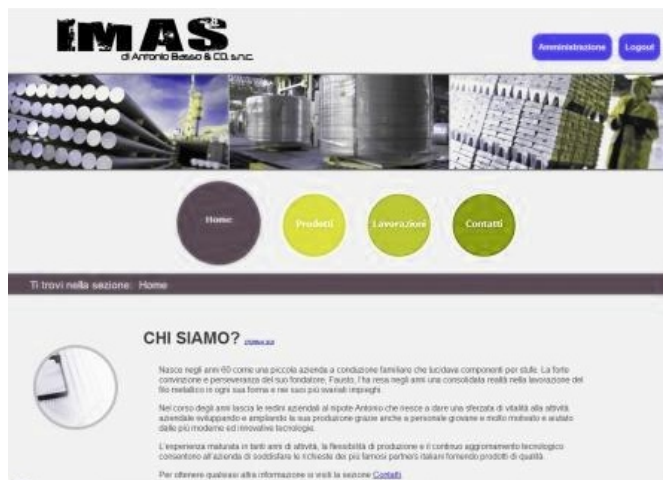 IMAS
di Antonio Basso & CO. s.n.c.
Amministrazione Logout
Home Prodotti Lavorazioni Contatti
Ti trovi nella sezione: Home
CHI SIAMO?
Nasce negli anni 60 come una piccola azienda a conduzione familiare che lucidava componenti per stufe. La forte
convinzione e perseveranza del suo fondatore, Fausto, l'ha resa negli anni una consolidata realtà nella lavorazione del
filo metallico in ogni sua forma e nei suoi più svariati impieghi.
Nel corso degli anni lascia le redini aziendali al nipote Antonio che riesce a dare una sferzata di vitalità alla attività
aziendale sviluppando e ampliando la sua produzione grazie anche a personale giovane e molto motivato e aiutato
dalle più moderne ed innovative tecnologie.
L'esperienza maturata in tanti anni di attività, la flessibilità di produzione e il continuo aggiornamento tecnologico
consentono all'azienda di soddisfare le richieste dei più famosi partners italiani fornendo prodotti di qualità.
Per ottenere qualsiasi altra informazione si visiti la sezione Contatti